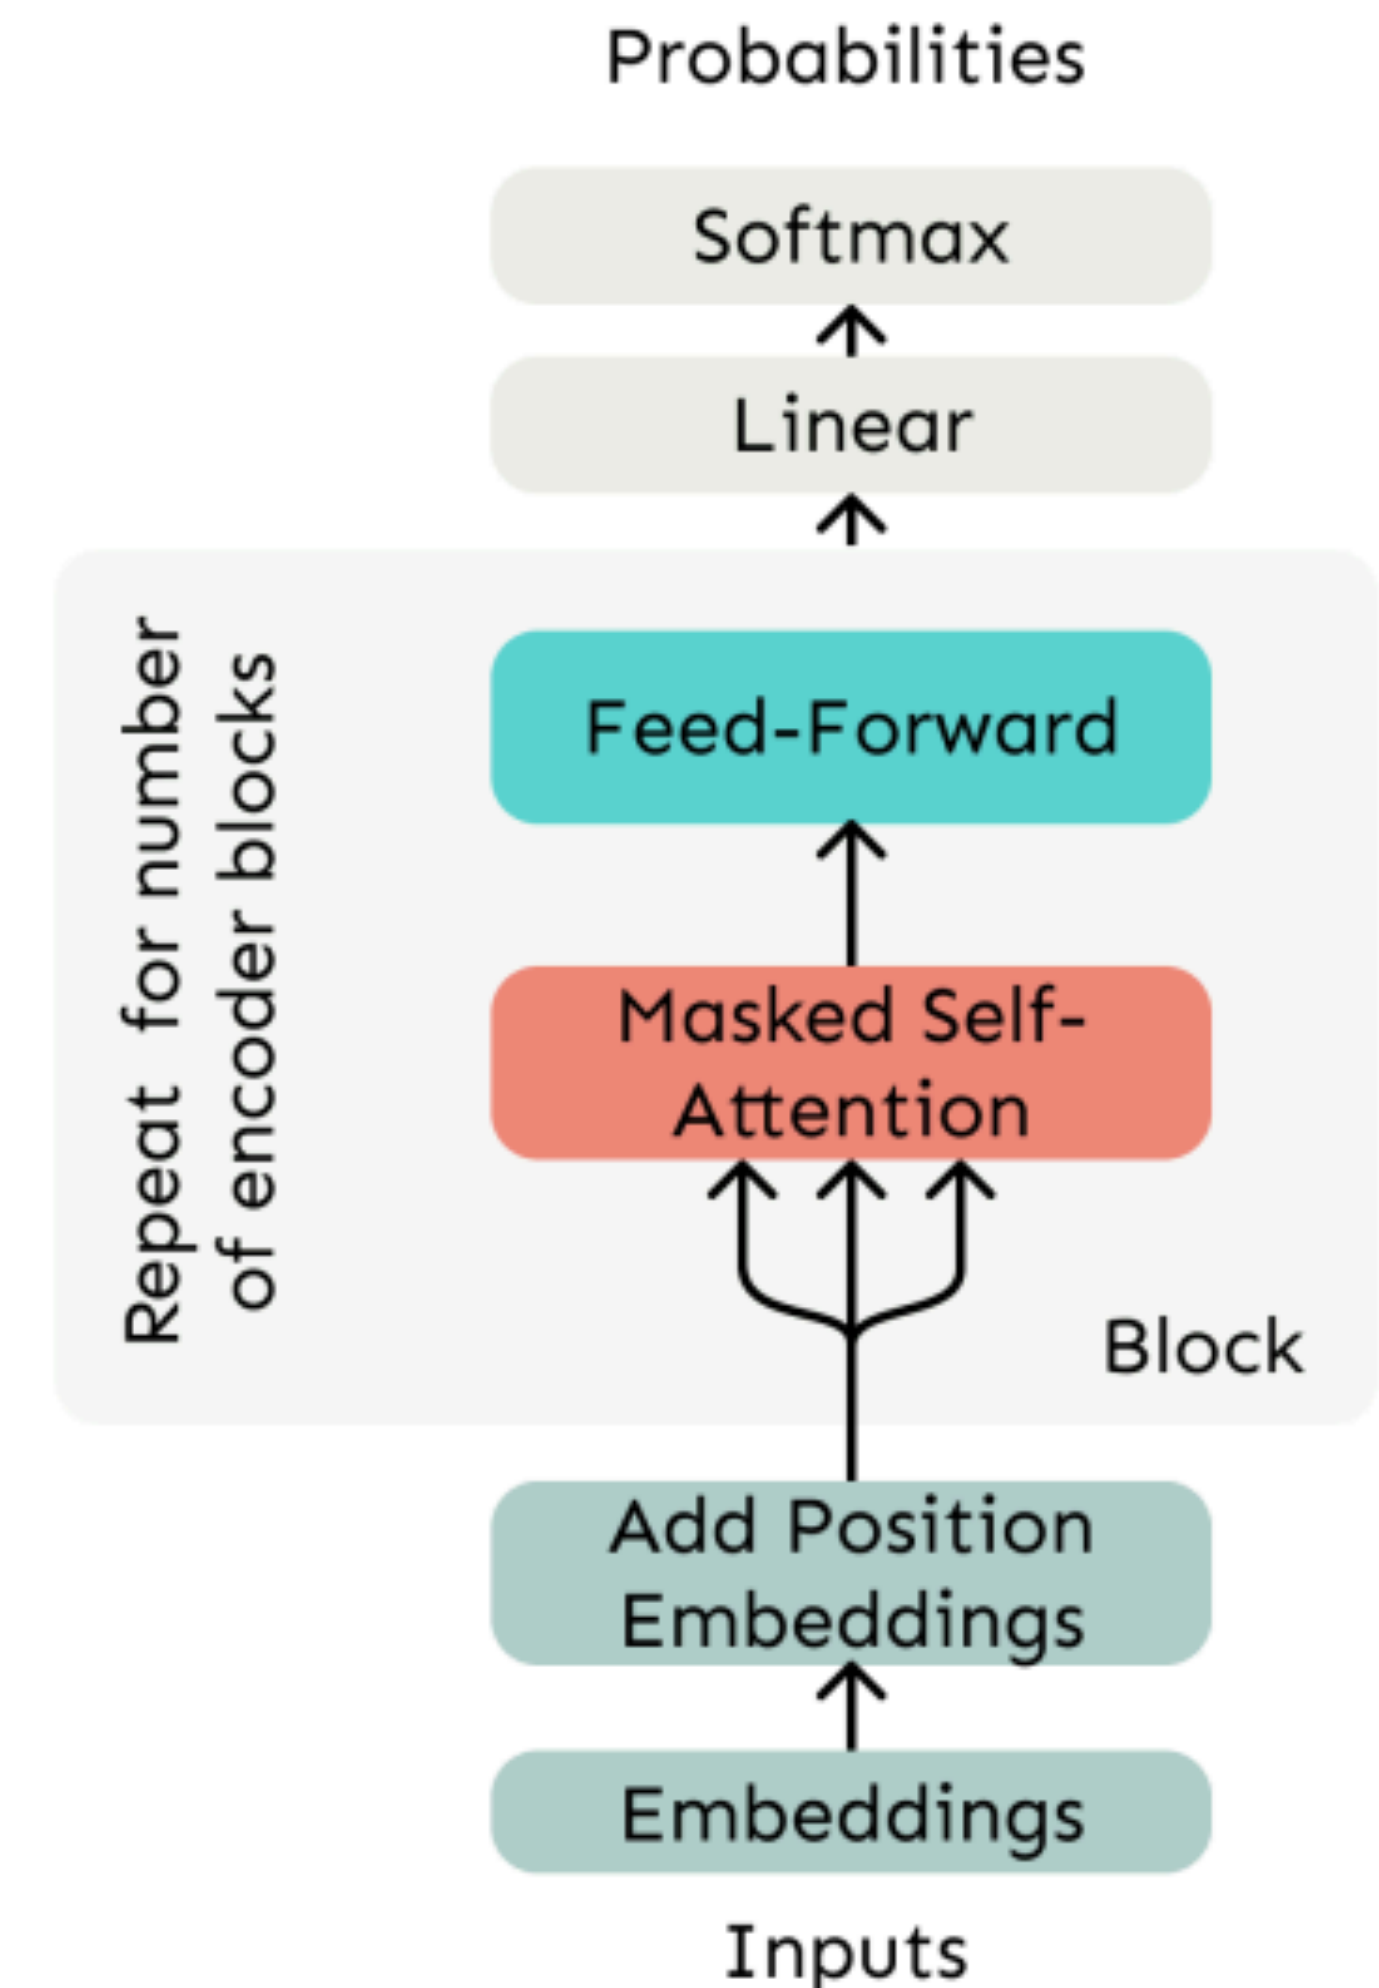 Probabilities
Softmax
Linear
Feed-Forward
Repeat for number
of encoder blocks
Masked Self-
Attention
Block
Add Position
Embeddings
Embeddings
Inputs